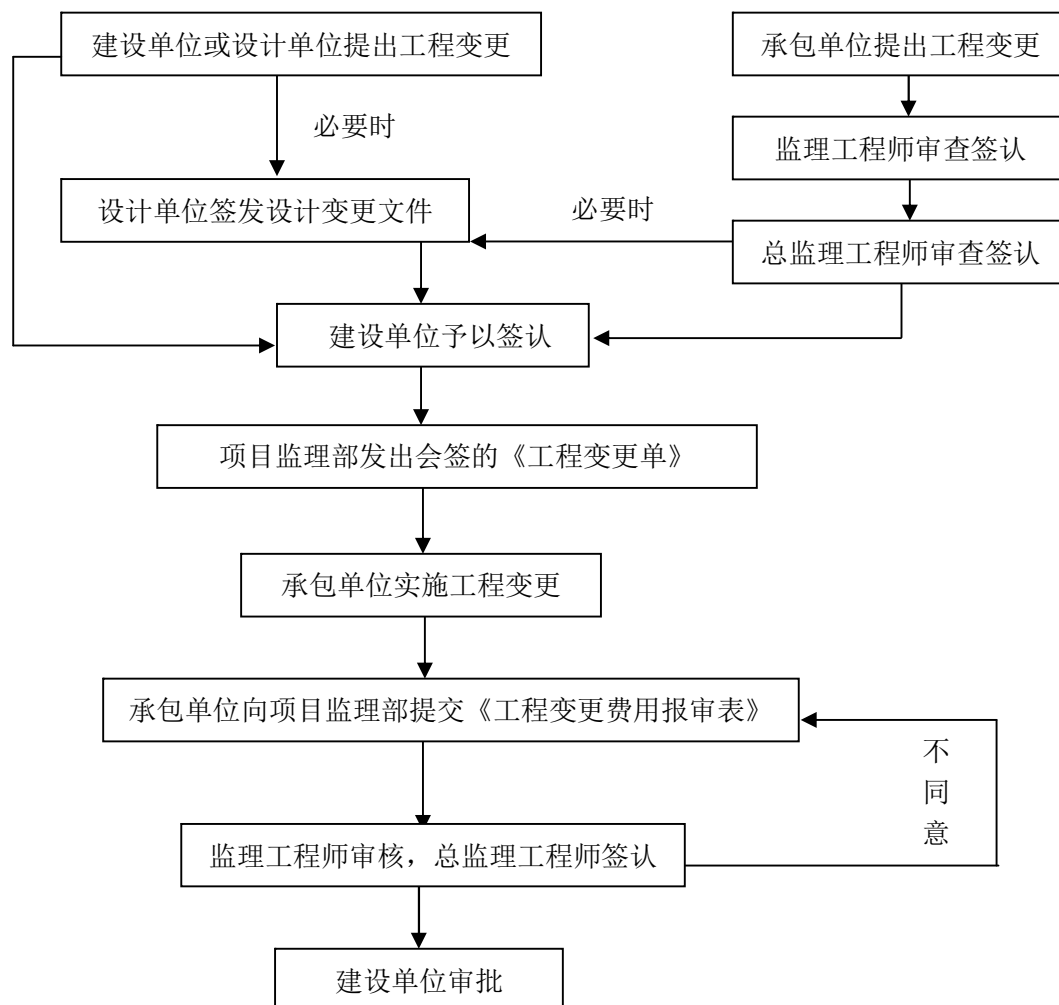 建设单位或设计单位提出工程变更
承包单位提出工程变更
必要时
监理工程师审查签认
设计单位签发设计变更文件
必要时
总监理工程师审查签认
建设单位予以签认
项目监理部发出会签的《工程变更单》
承包单位实施工程变更
承包单位向项目监理部提交《工程变更费用报审表》
不
同
意
监理工程师审核，总监理工程师签认
建设单位审批